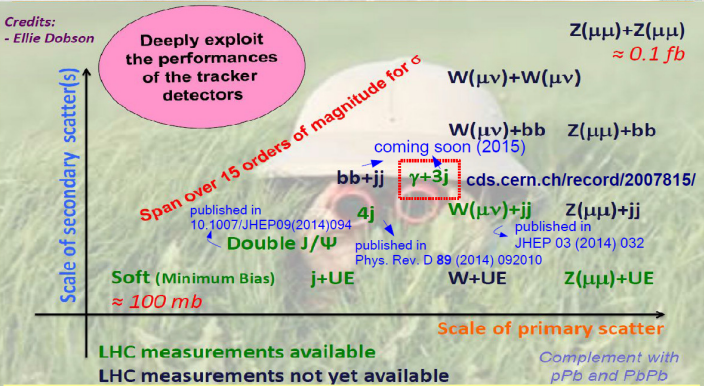 Credits:
- Ellie Dobson
Deeply exploit
the performances
of the tracker
detectors
Z(μμ)+Z(μμ)
≈ 0.1 fb
Span over 15 orders of magnitude for σ
W(μν)+W(μν)
W(μν)+bb Z(μμ)+bb
coming soon (2015)
bb+jj γ+3j cds.cern.ch/record/2007815/
4j W(μν)+jj Z(μμ)+jj
published in
10.1007/JHEP09(2014)094
published in
JHEP 03 (2014) 032
Double J/Ψ
published in
Phys. Rev. D 89 (2014) 092010
Soft (Minimum Bias) j+UE W+UE Z(μμ)+UE
≈ 100 mb
Scale of secondary scatter(s)
Scale of primary scatter
LHC measurements available
LHC measurements not yet available
Complement with
pPb and PbPb